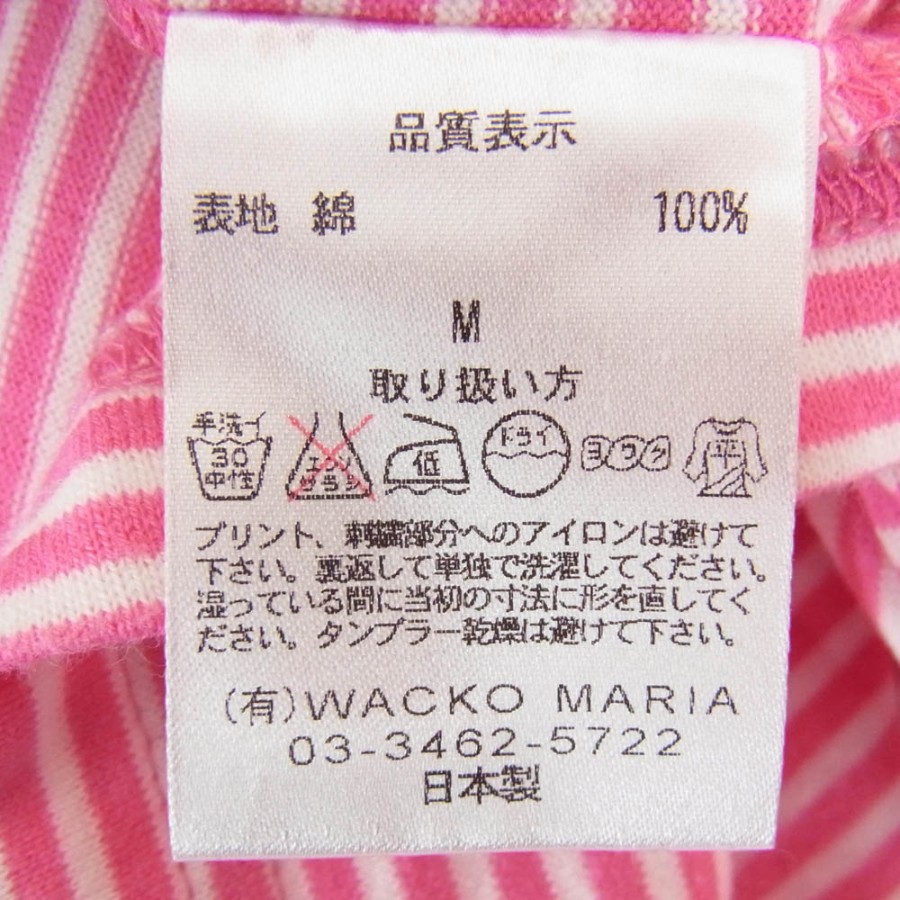 品質表示
表地 綿 100%
M
取り扱い方
手洗イ 30 中性 エンソ サラシ 低 ドライ ヨワク 平
プリント、刺繍部分へのアイロンは避けて
下さい。裏返して単独で洗濯してください。
湿っている間に当初の寸法に形を直してく
ださい。タンブラー乾燥は避けて下さい。
(有)WACKO MARIA
03-3462-5722
日本製